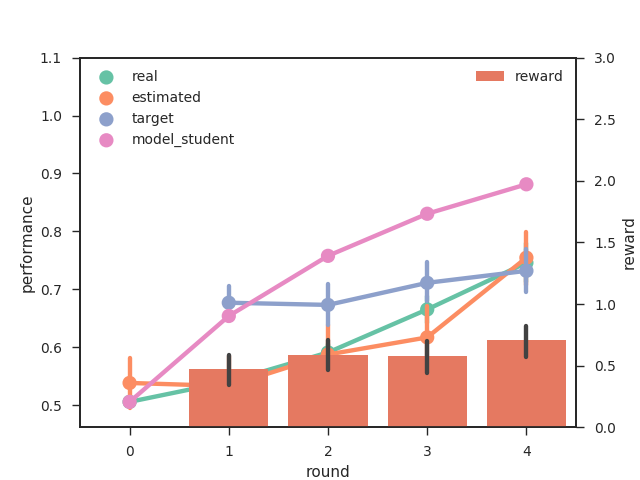 real
estimated
target
model_student
reward
performance
1.1
1.0
0.9
0.8
0.7
0.6
0.5
3.0
2.5
2.0
1.5
1.0
0.5
0.0
reward
0 1 2 3 4
round